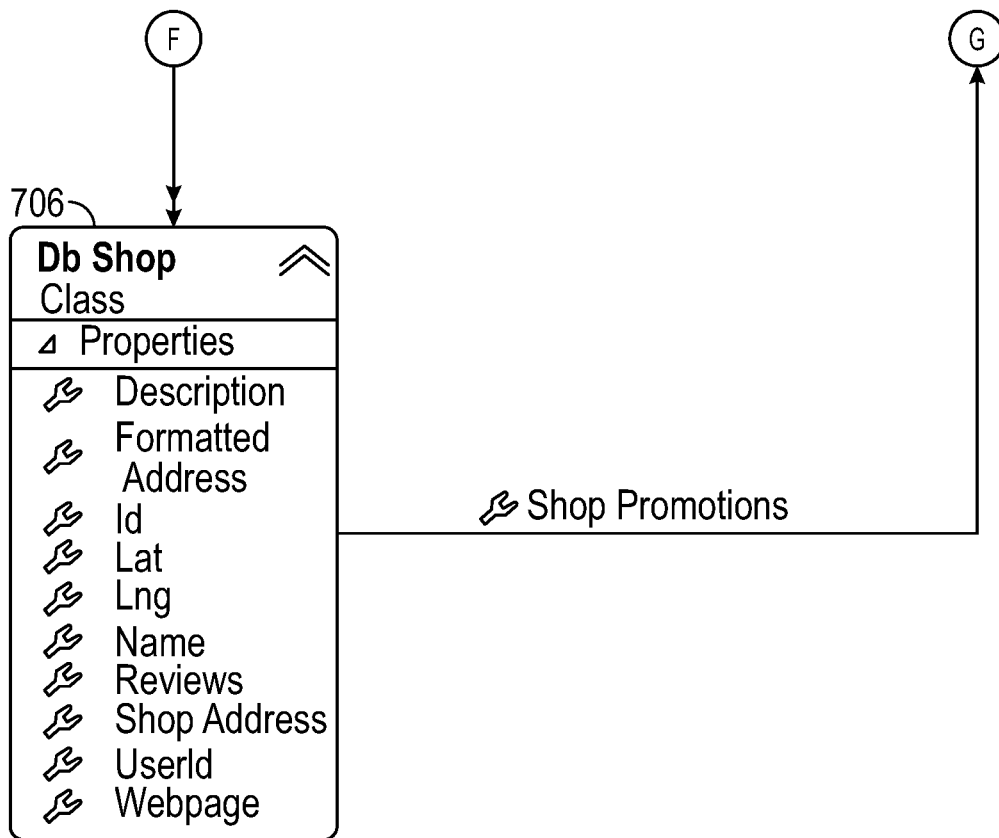 F
G
706
Db Shop
Class
Properties
Description
Formatted
Address
Id
Lat
Lng
Name
Reviews
Shop Address
UserId
Webpage
Shop Promotions